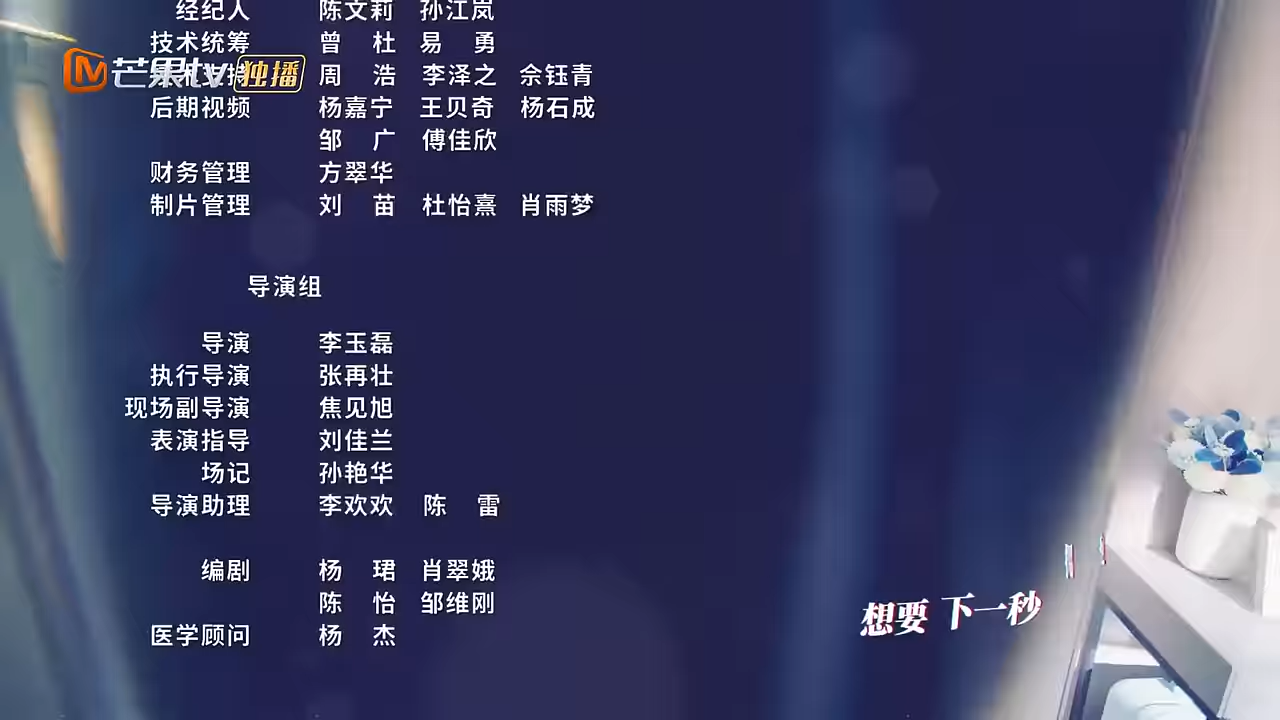 经纪人 陈文莉 孙江岚
技术统筹 曾 杜 易 勇
芒果tv 独播
周 浩 李泽之 佘钰青
后期视频 杨嘉宁 王贝奇 杨石成
邹 广 傅佳欣
财务管理 方翠华
制片管理 刘 苗 杜怡熹 肖雨梦
导演组
导演 李玉磊
执行导演 张再壮
现场副导演 焦见旭
表演指导 刘佳兰
场记 孙艳华
导演助理 李欢欢 陈 雷
编剧 杨 珺 肖翠娥
陈 怡 邹维刚
医学顾问 杨 杰
想要 下一秒